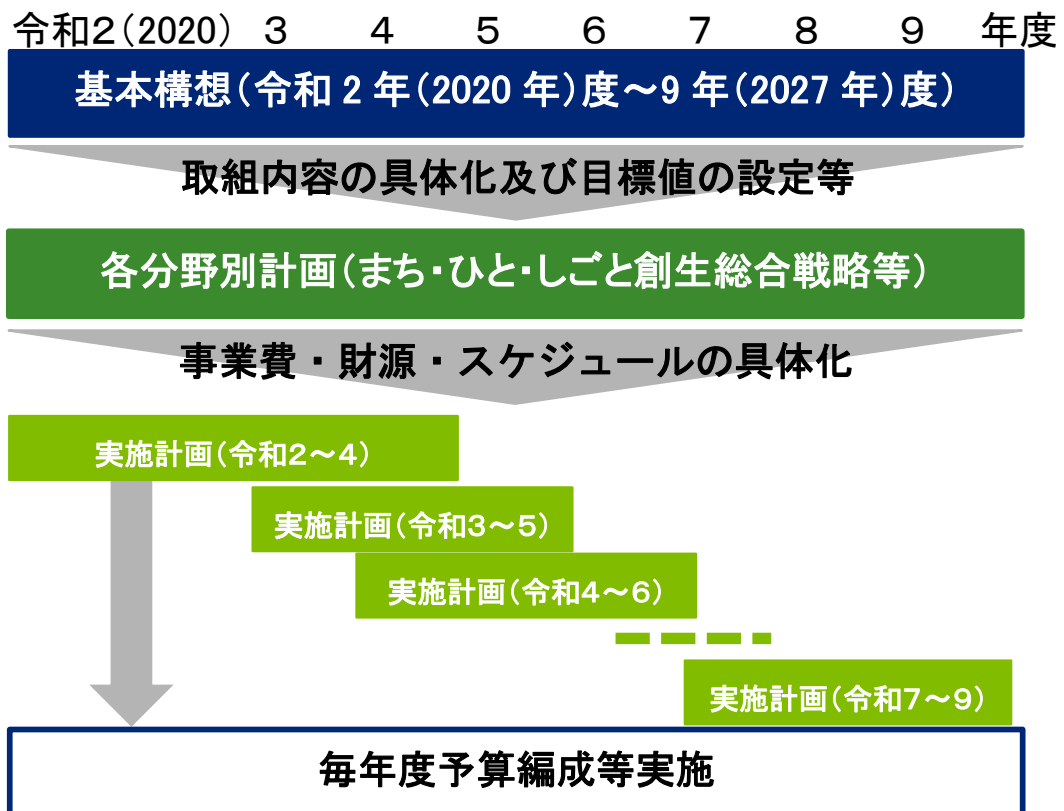 令和２(2020) ３ ４ ５ ６ ７ ８ ９ 年度
基本構想(令和 2 年(2020 年)度～9 年(2027 年)度)
取組内容の具体化及び目標値の設定等
各分野別計画(まち・ひと・しごと創生総合戦略等)
事業費・財源・スケジュールの具体化
実施計画(令和２～４)
実施計画(令和３～５)
実施計画(令和４～６)
実施計画(令和７～９)
毎年度予算編成等実施